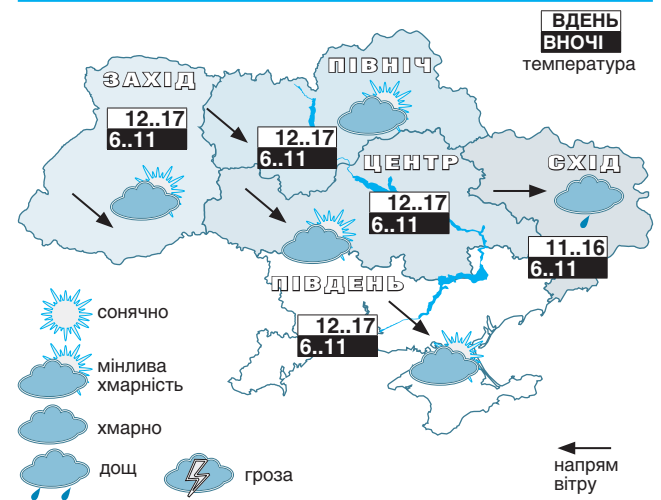 ВДЕНЬ
ВНОЧІ
температура
ПІВНІЧ
ЗАХІД
12..17
6..11
12..17
6..11
ЦЕНТР
СХІД
12..17
6..11
11..16
6..11
ПІВДЕНЬ
12..17
6..11
сонячно
мінлива
хмарність
хмарно
дощ
гроза
напрям
вітру